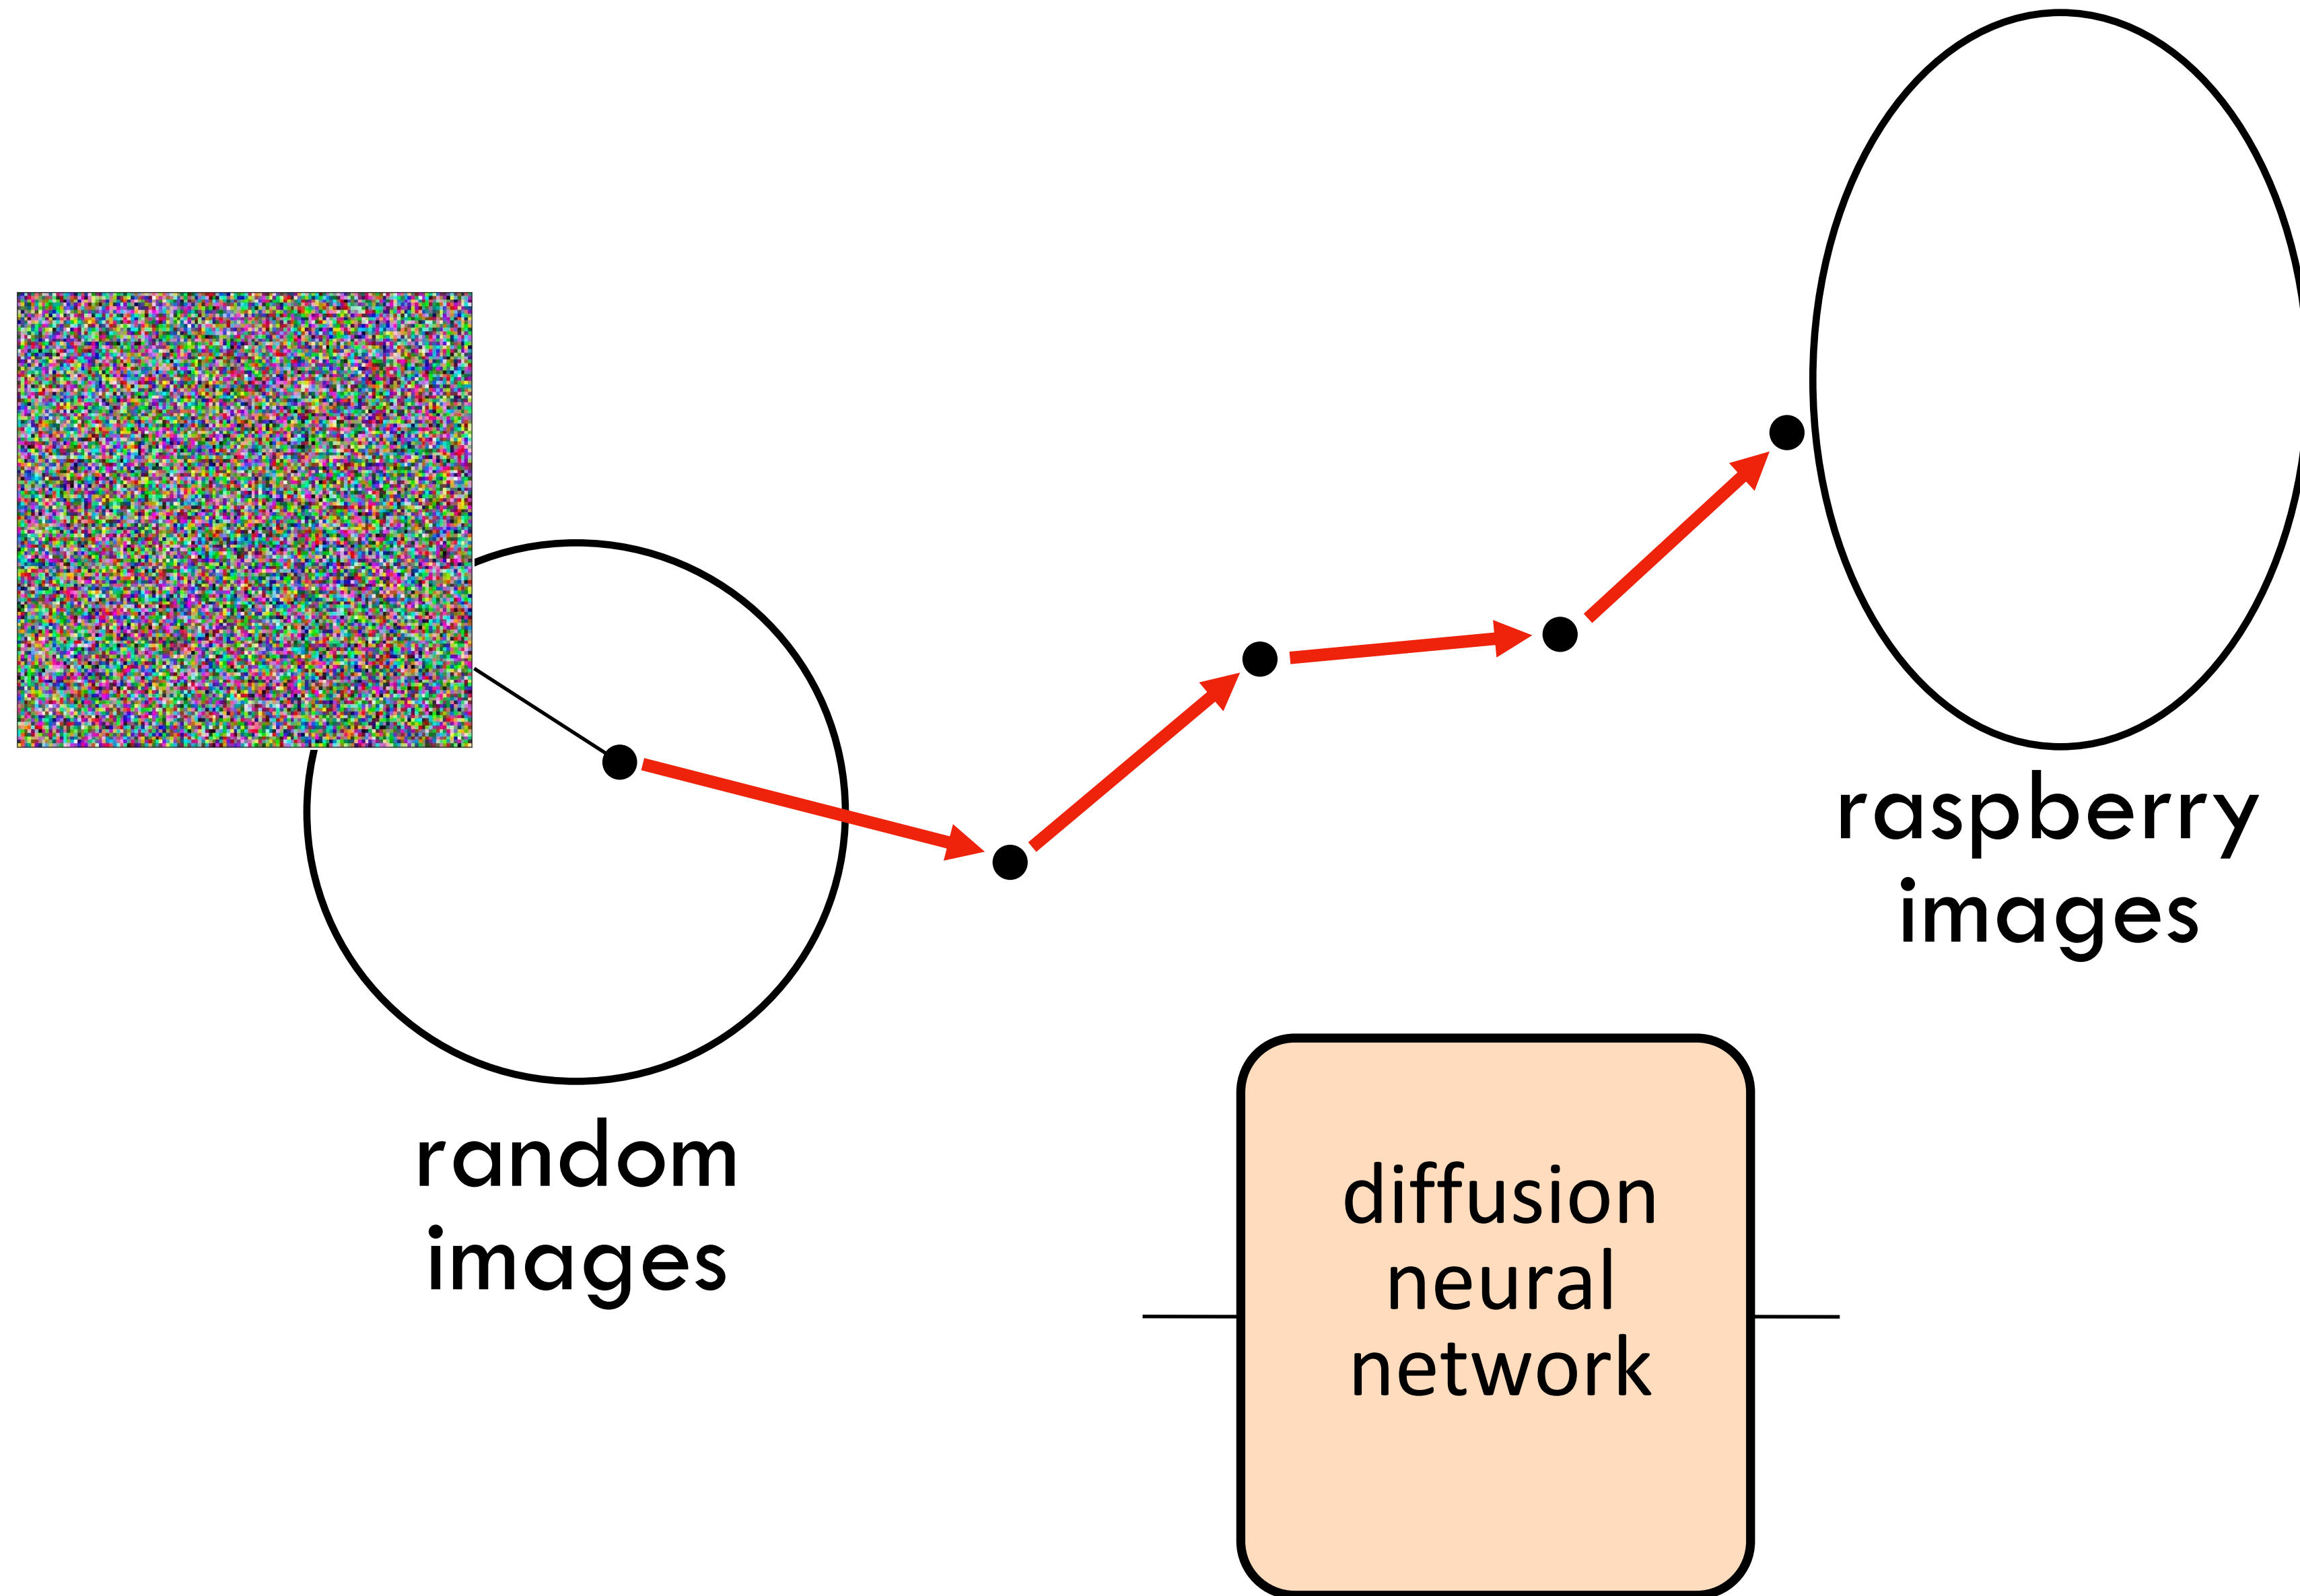 raspberry
images
random
images
diffusion
neural
network